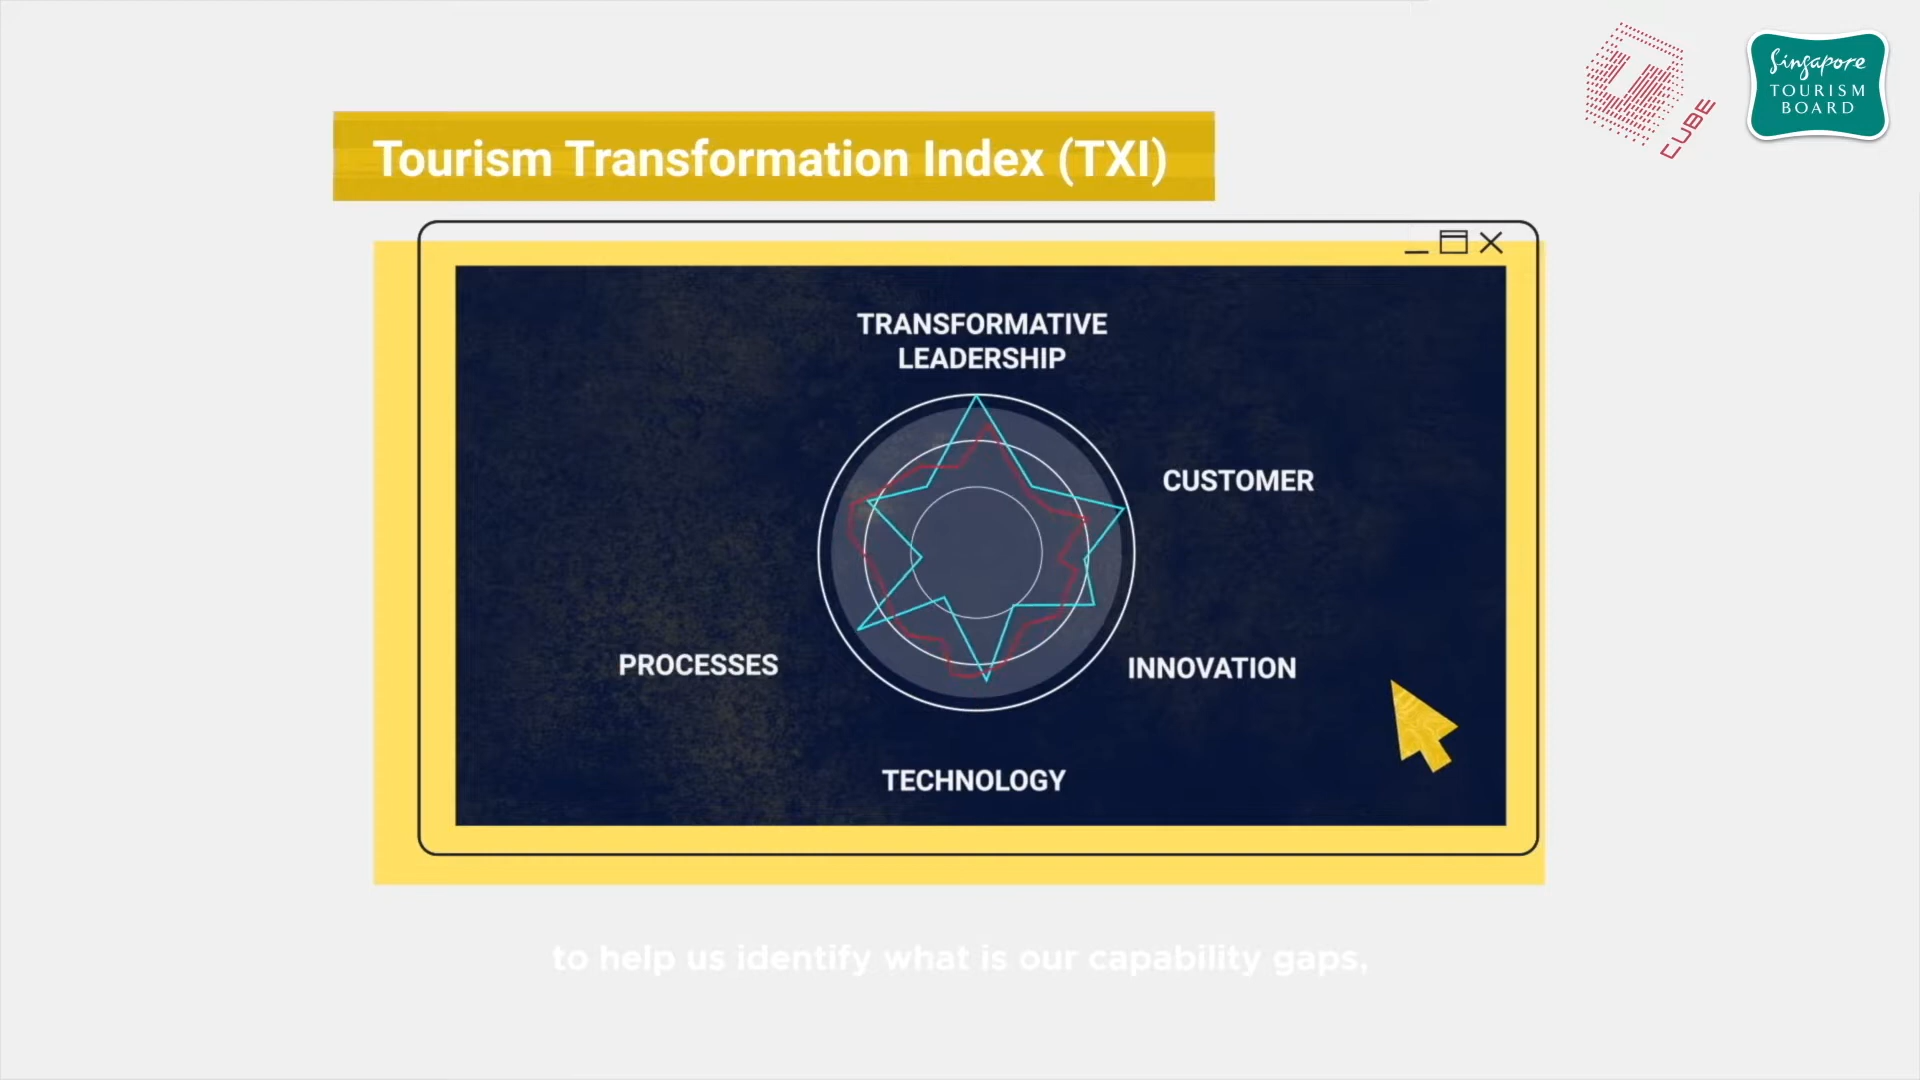 CUBE
Singapore
TOURISM
BOARD
Tourism Transformation Index (TXI)
TRANSFORMATIVE
LEADERSHIP
CUSTOMER
PROCESSES
INNOVATION
TECHNOLOGY
to help us identify what is our capability gaps,